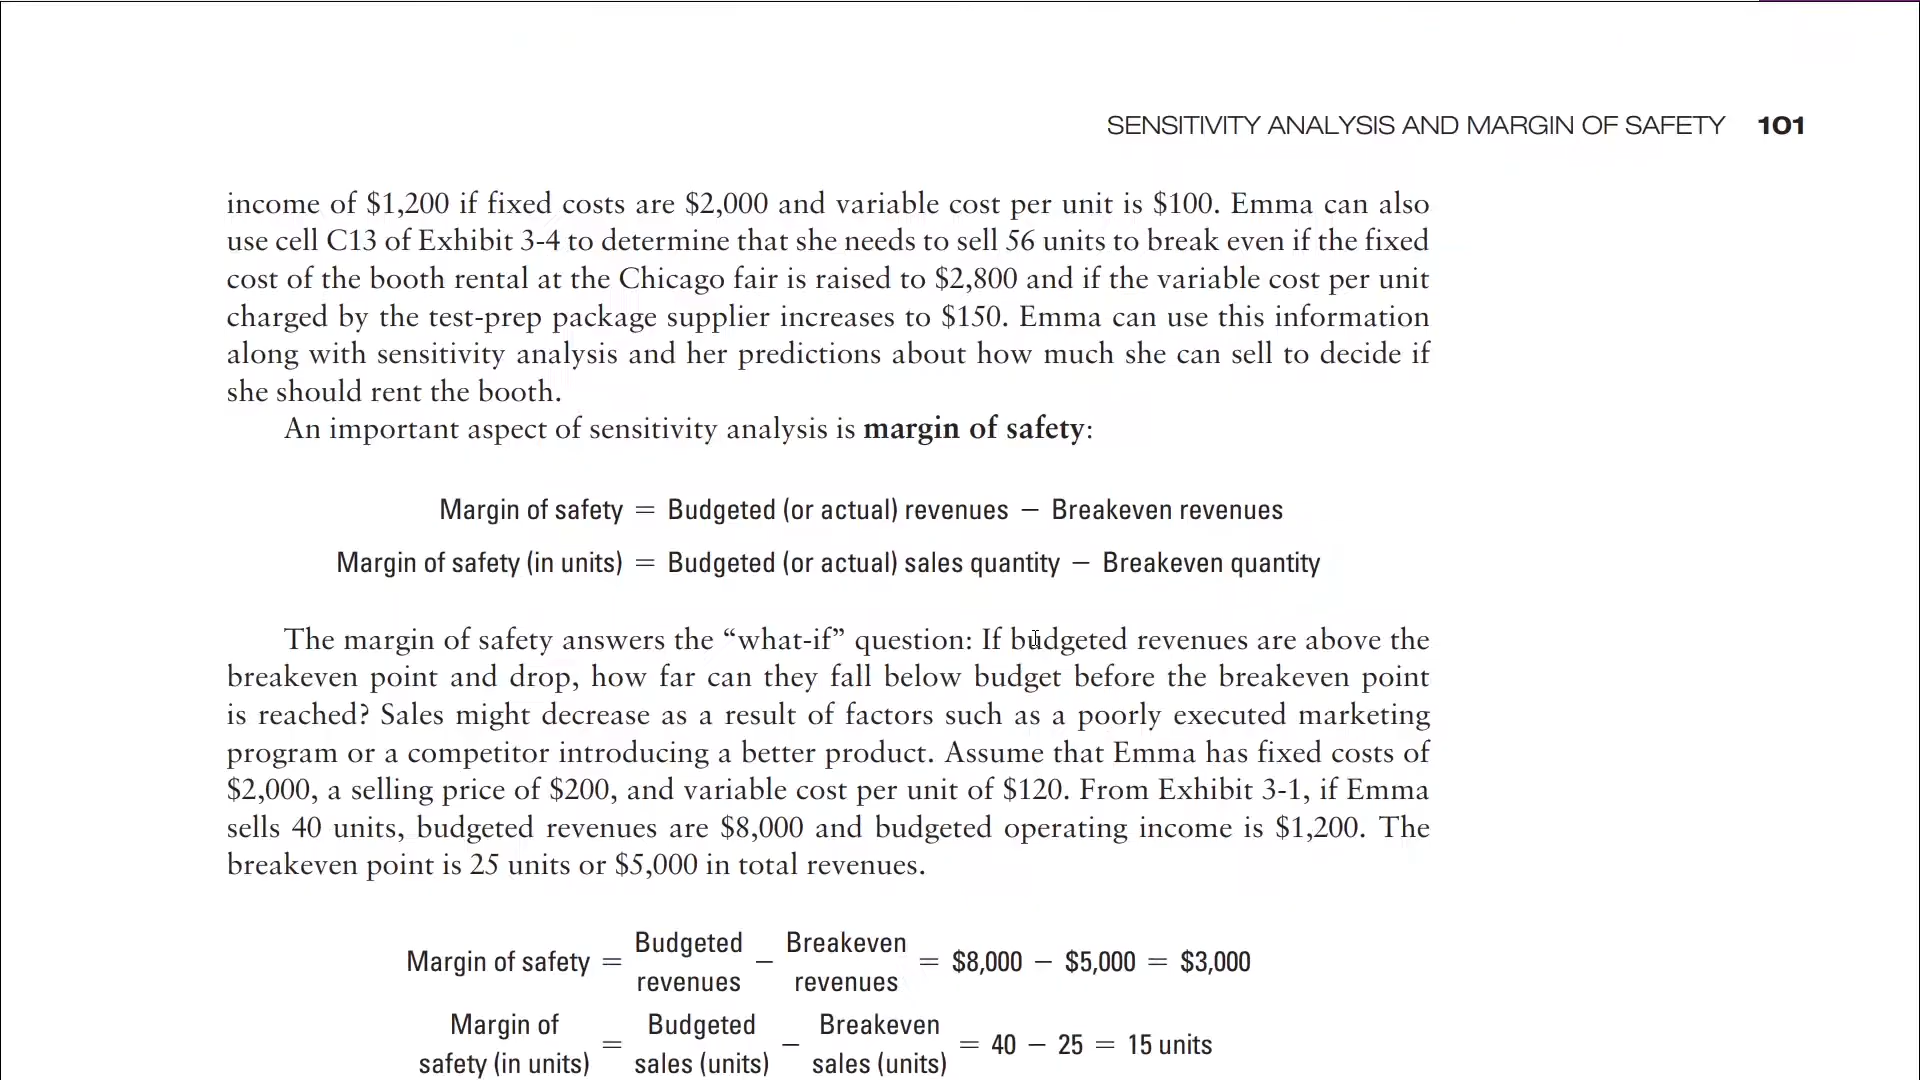 SENSITIVITY ANALYSIS AND MARGIN OF SAFETY 101
income of $1,200 if fixed costs are $2,000 and variable cost per unit is $100. Emma can also
use cell C13 of Exhibit 3-4 to determine that she needs to sell 56 units to break even if the fixed
cost of the booth rental at the Chicago fair is raised to $2,800 and if the variable cost per unit
charged by the test-prep package supplier increases to $150. Emma can use this information
along with sensitivity analysis and her predictions about how much she can sell to decide if
she should rent the booth.
An important aspect of sensitivity analysis is margin of safety:
Margin of safety = Budgeted (or actual) revenues − Breakeven revenues
Margin of safety (in units) = Budgeted (or actual) sales quantity − Breakeven quantity
The margin of safety answers the “what-if” question: If budgeted revenues are above the
breakeven point and drop, how far can they fall below budget before the breakeven point
is reached? Sales might decrease as a result of factors such as a poorly executed marketing
program or a competitor introducing a better product. Assume that Emma has fixed costs of
$2,000, a selling price of $200, and variable cost per unit of $120. From Exhibit 3-1, if Emma
sells 40 units, budgeted revenues are $8,000 and budgeted operating income is $1,200. The
breakeven point is 25 units or $5,000 in total revenues.
Budgeted Breakeven
Margin of safety = − = $8,000 − $5,000 = $3,000
revenues revenues
Margin of Budgeted Breakeven
= − = 40 − 25 = 15 units
safety (in units) sales (units) sales (units)